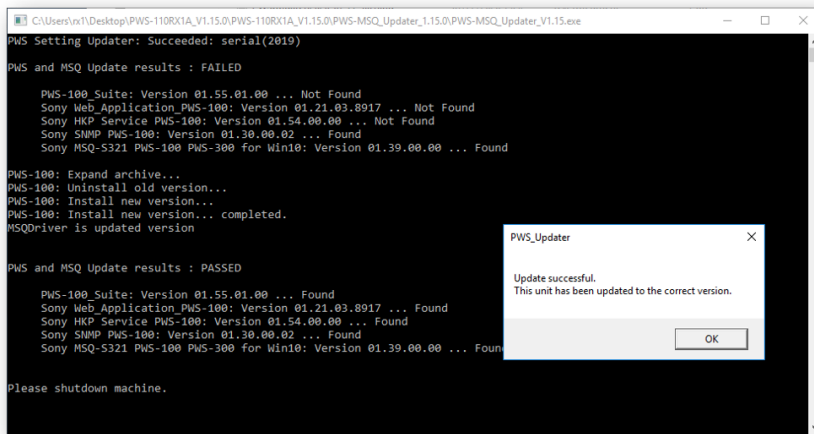 C:\Users\rx1\Desktop\PWS-110RX1A_V1.15.0\PWS-110RX1A_V1.15.0\PWS-MSQ_Updater_1.15.0\PWS-MSQ_Updater_V1.15.exe
PWS Setting Updater: Succeeded: serial(2019)
PWS and MSQ Update results : FAILED
PWS-100_Suite: Version 01.55.01.00 ... Not Found
Sony Web_Application_PWS-100: Version 01.21.03.8917 ... Not Found
Sony HKP Service PWS-100: Version 01.54.00.00 ... Not Found
Sony SNMP PWS-100: Version 01.30.00.02 ... Found
Sony MSQ-S321 PWS-100 PWS-300 for Win10: Version 01.39.00.00 ... Found
PWS-100: Expand archive...
PWS-100: Uninstall old version...
PWS-100: Install new version...
PWS-100: Install new version... completed.
MSQDriver is updated version
PWS and MSQ Update results : PASSED
PWS-100_Suite: Version 01.55.01.00 ... Found
Sony Web_Application_PWS-100: Version 01.21.03.8917 ... Found
Sony HKP Service PWS-100: Version 01.54.00.00 ... Found
Sony SNMP PWS-100: Version 01.30.00.02 ... Found
Sony MSQ-S321 PWS-100 PWS-300 for Win10: Version 01.39.00.00 ... Foun
Please shutdown machine.
PWS_Updater
Update successful.
This unit has been updated to the correct version.
OK